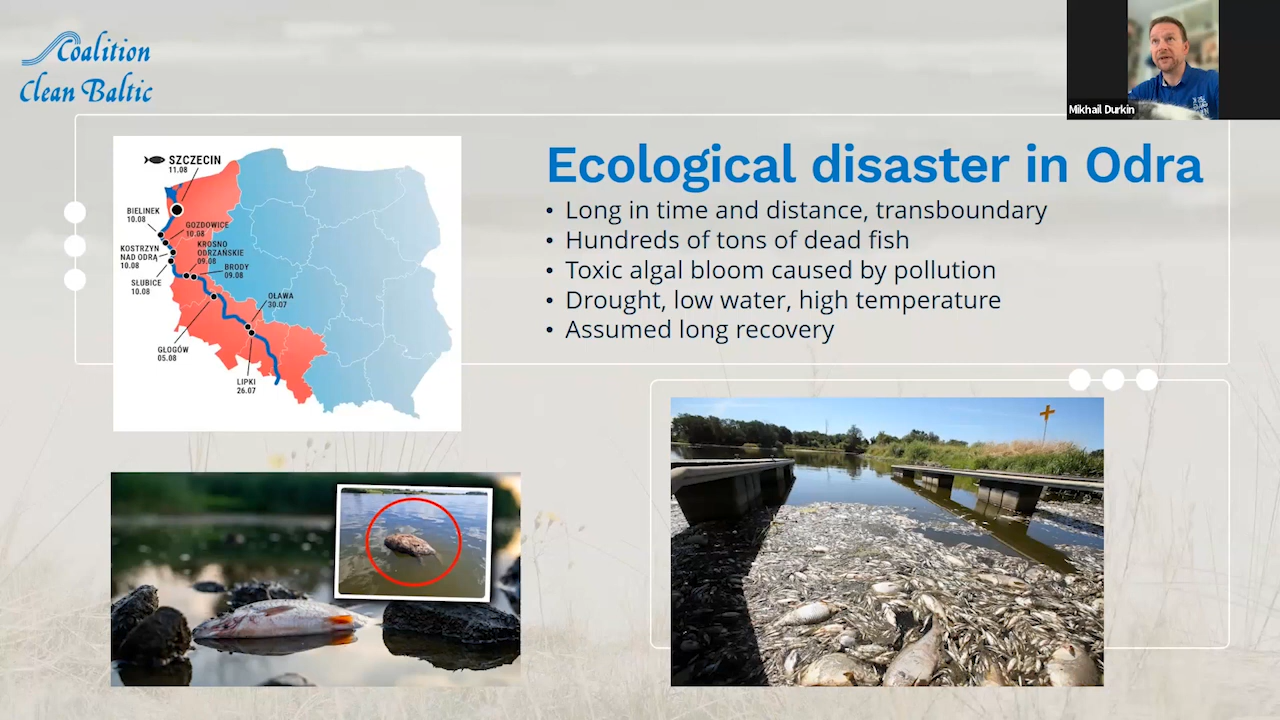 Coalition
Clean Baltic
Mikhail Durkin
Ecological disaster in Odra
• Long in time and distance, transboundary
• Hundreds of tons of dead fish
• Toxic algal bloom caused by pollution
• Drought, low water, high temperature
• Assumed long recovery
SZCZECIN
11.08
BIELINEK
10.08
GOZDOWICE
10.08
KOSTRZYN
NAD ODRĄ
10.08
KROSNO
ODRZAŃSKIE
09.08
BRODY
09.08
SŁUBICE
10.08
OŁAWA
30.07
GŁOGÓW
05.08
LIPKI
26.07